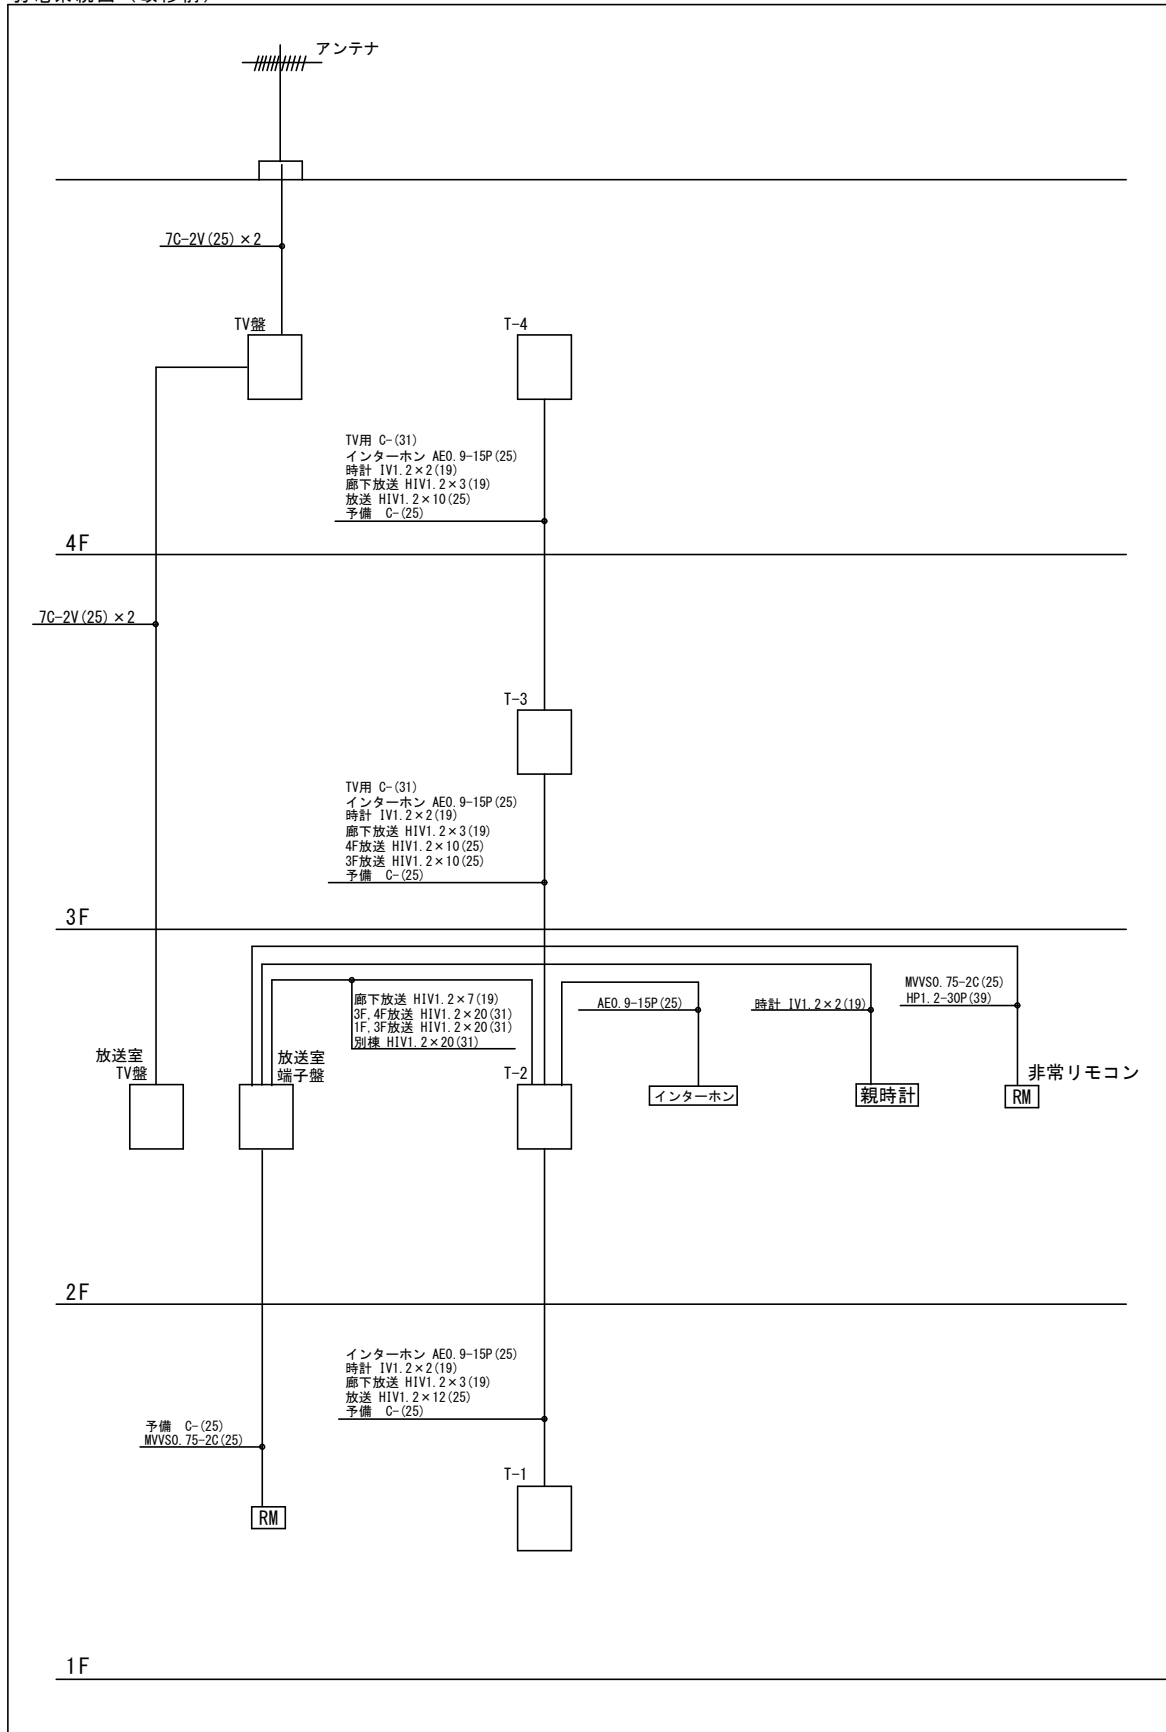 アンテナ
7C-2V(25)×2
TV盤
T-4
TV用 C-(31)
インターホン AE0.9-15P(25)
時計 IV1.2×2(19)
廊下放送 HIV1.2×3(19)
放送 HIV1.2×10(25)
予備 C-(25)
4F
7C-2V(25)×2
T-3
TV用 C-(31)
インターホン AE0.9-15P(25)
時計 IV1.2×2(19)
廊下放送 HIV1.2×3(19)
4F放送 HIV1.2×10(25)
3F放送 HIV1.2×10(25)
予備 C-(25)
3F
廊下放送 HIV1.2×7(19)
3F,4F放送 HIV1.2×20(31)
1F,3F放送 HIV1.2×20(31)
別棟 HIV1.2×20(31)
AE0.9-15P(25)
時計 IV1.2×2(19)
MVVS0.75-2C(25)
HP1.2-30P(39)
放送室
TV盤
放送室
端子盤
T-2
インターホン
親時計
非常リモコン
RM
2F
インターホン AE0.9-15P(25)
時計 IV1.2×2(19)
廊下放送 HIV1.2×3(19)
放送 HIV1.2×12(25)
予備 C-(25)
予備 C-(25)
MVVS0.75-2C(25)
T-1
RM
1F